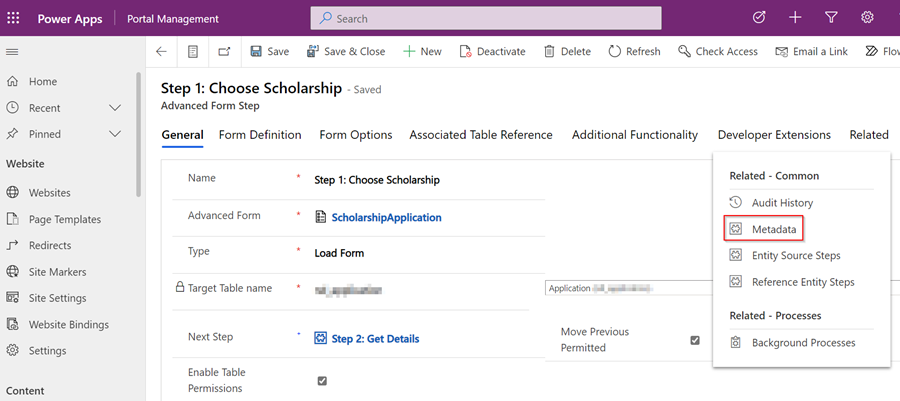 Power Apps Portal Management Search
Save Save & Close New Deactivate Delete Refresh Check Access Email a Link Flow
Step 1: Choose Scholarship - Saved
Advanced Form Step
General Form Definition Form Options Associated Table Reference Additional Functionality Developer Extensions Related
Home
Recent
Pinned
Website
Websites
Page Templates
Redirects
Site Markers
Site Settings
Website Bindings
Settings
Content
Name * Step 1: Choose Scholarship
Advanced Form * ScholarshipApplication
Type * Load Form
Target Table name *
Application
Next Step * Step 2: Get Details
Move Previous
Permitted
Enable Table
Permissions
Related - Common
Audit History
Metadata
Entity Source Steps
Reference Entity Steps
Related - Processes
Background Processes